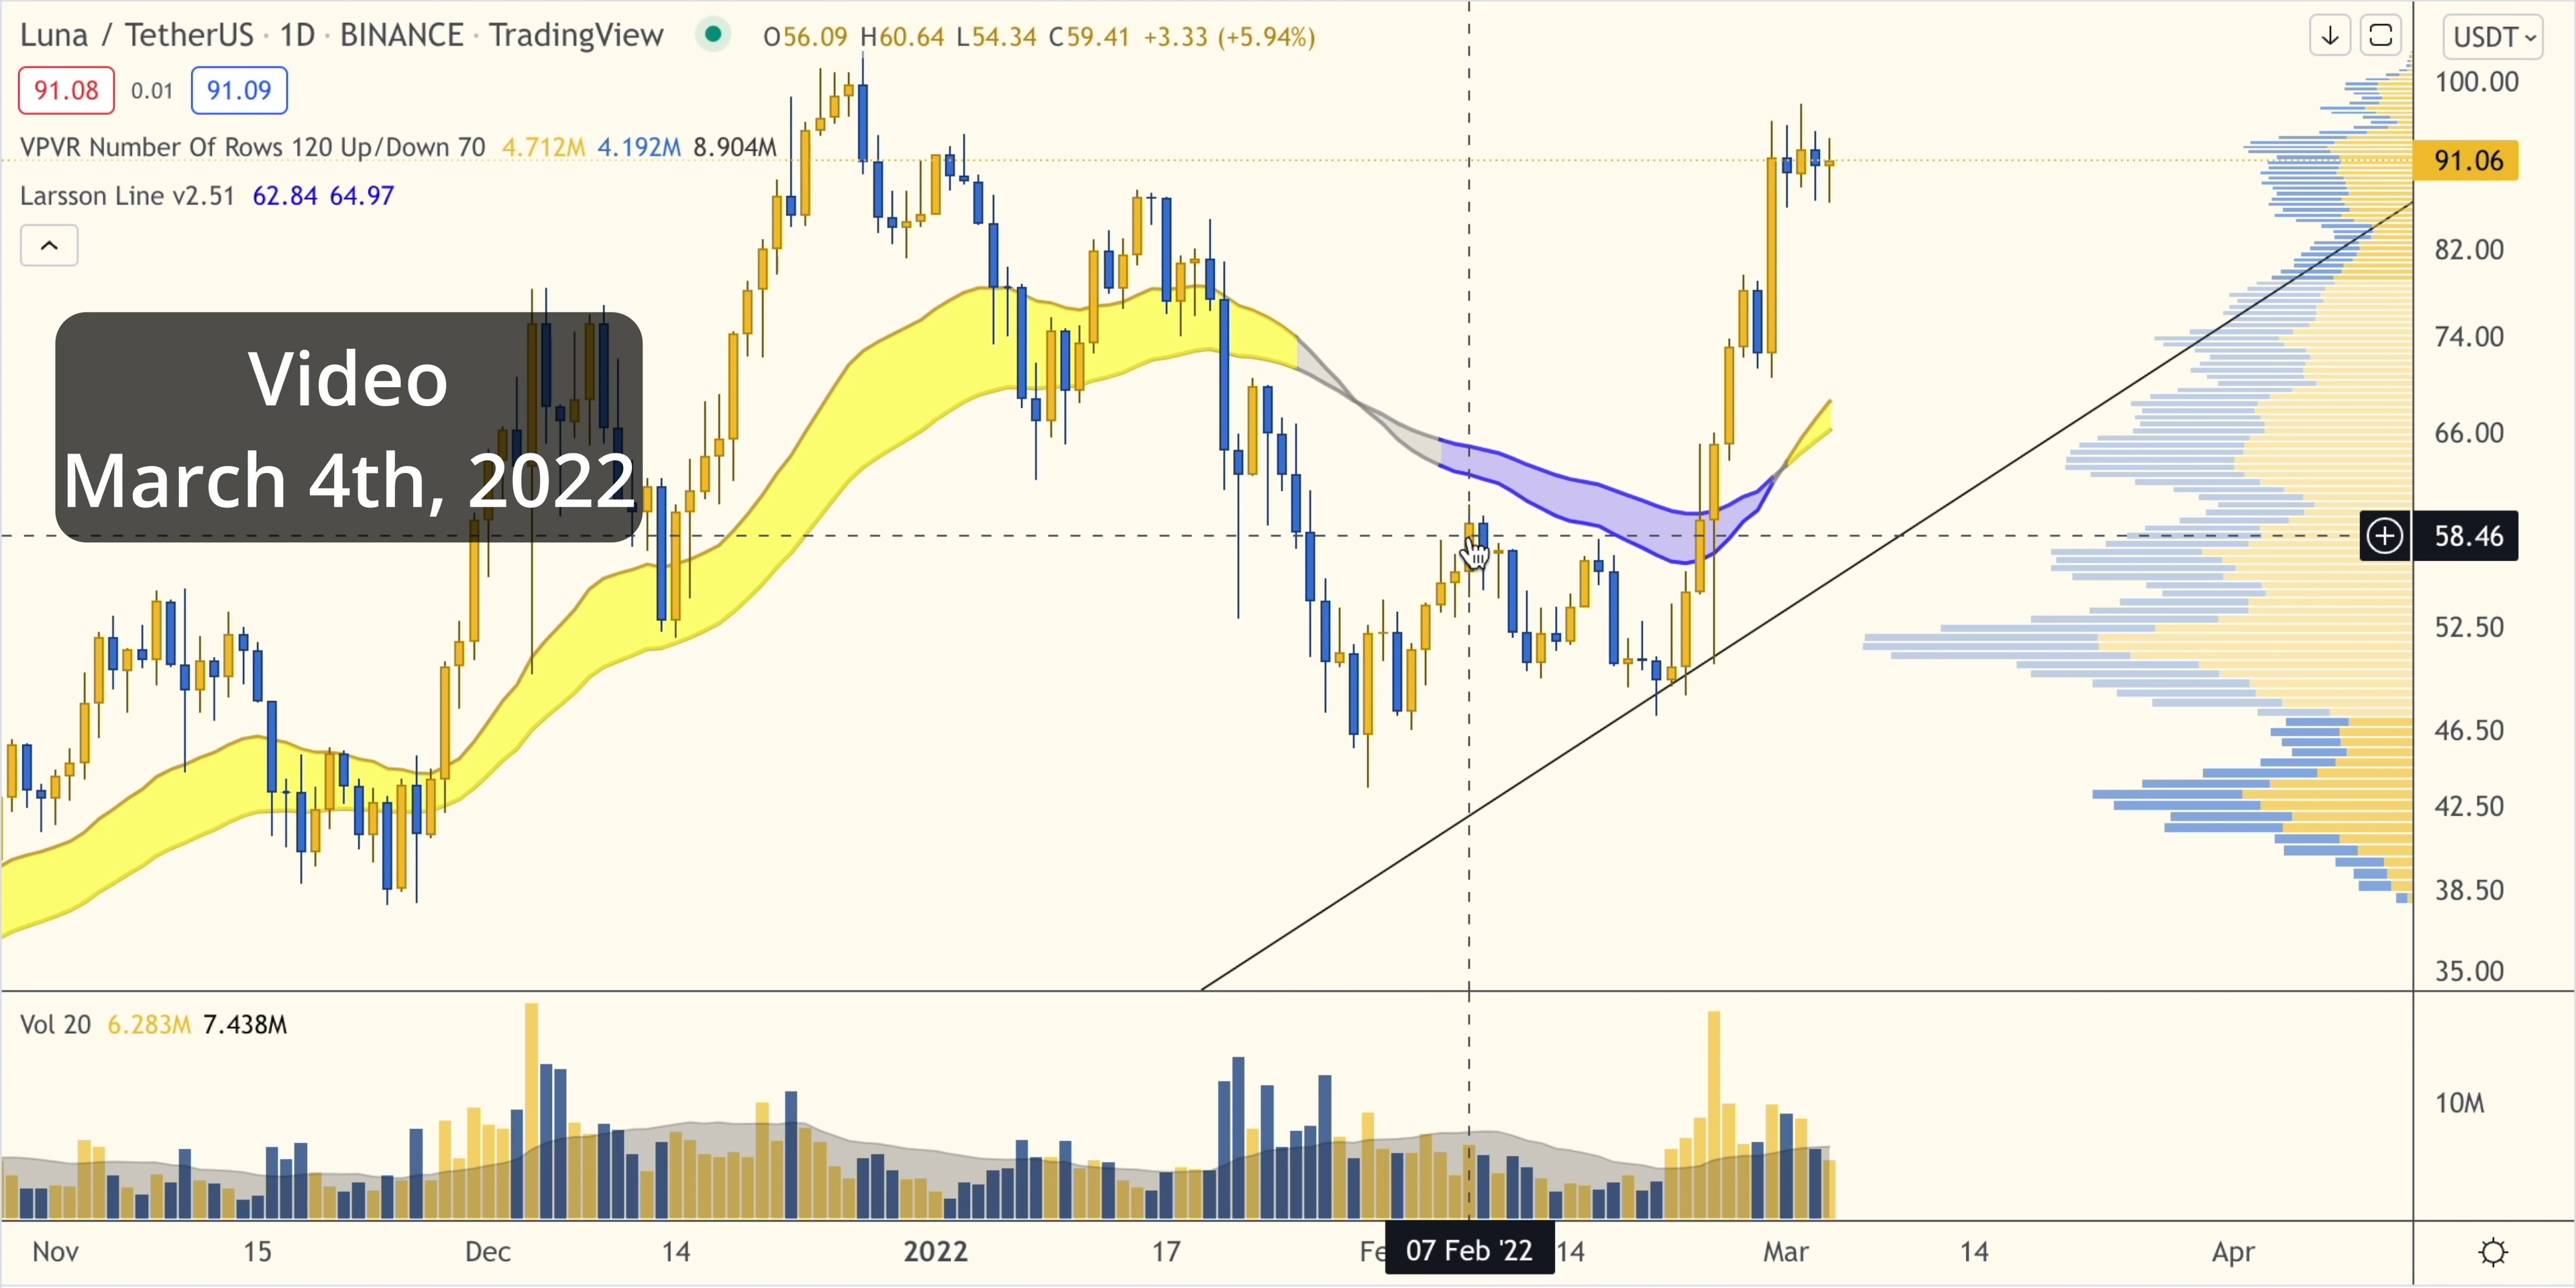 Luna / TetherUS · 1D · BINANCE · TradingView O56.09 H60.64 L54.34 C59.41 +3.33 (+5.94%)
USDT
91.08 0.01 91.09
VPVR Number Of Rows 120 Up/Down 70 4.712M 4.192M 8.904M
Larsson Line v2.51 62.84 64.97
Video
March 4th, 2022
100.00
91.06
82.00
74.00
66.00
58.46
52.50
46.50
42.50
38.50
35.00
Vol 20 6.283M 7.438M
10M
Nov 15 Dec 14 2022 17 Fe 07 Feb '22 14 Mar 14 Apr